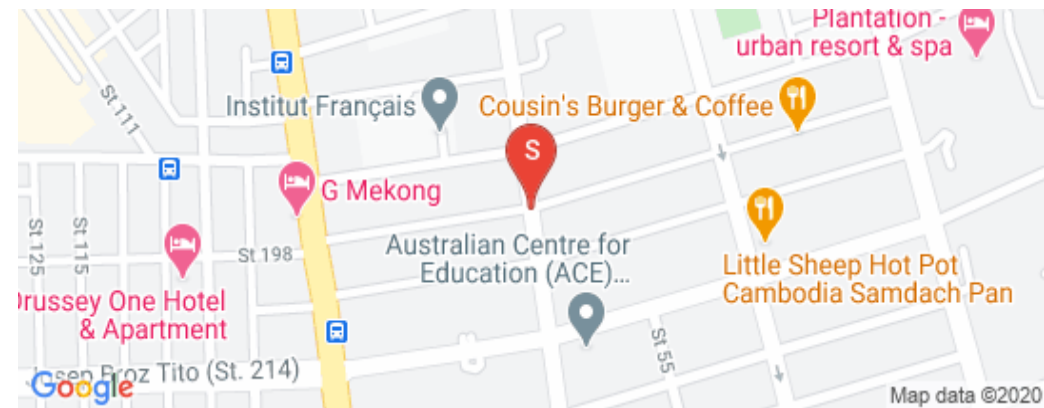 Plantation -
urban resort & spa
St 111
Institut Français
Cousin's Burger & Coffee
S
G Mekong
St 125
St 115
St 198
Australian Centre for
Education (ACE)...
Little Sheep Hot Pot
Cambodia Samdach Pan
Drussey One Hotel
& Apartment
St 55
Broz Tito (St. 214)
Google
Map data ©2020